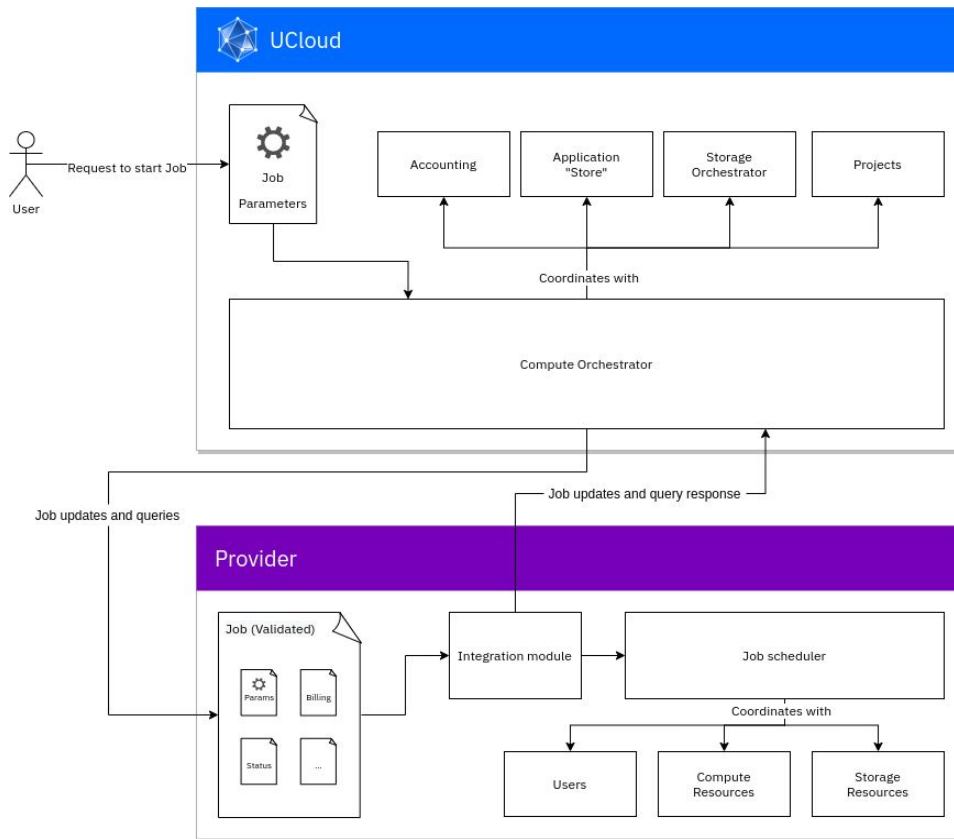 UCloud
Request to start Job
User
Job
Parameters
Accounting
Application
"Store"
Storage
Orchestrator
Projects
Coordinates with
Compute Orchestrator
Job updates and queries
Job updates and query response
Provider
Job (Validated)
Params
Billing
Status
...
Integration module
Job scheduler
Coordinates with
Users
Compute
Resources
Storage
Resources